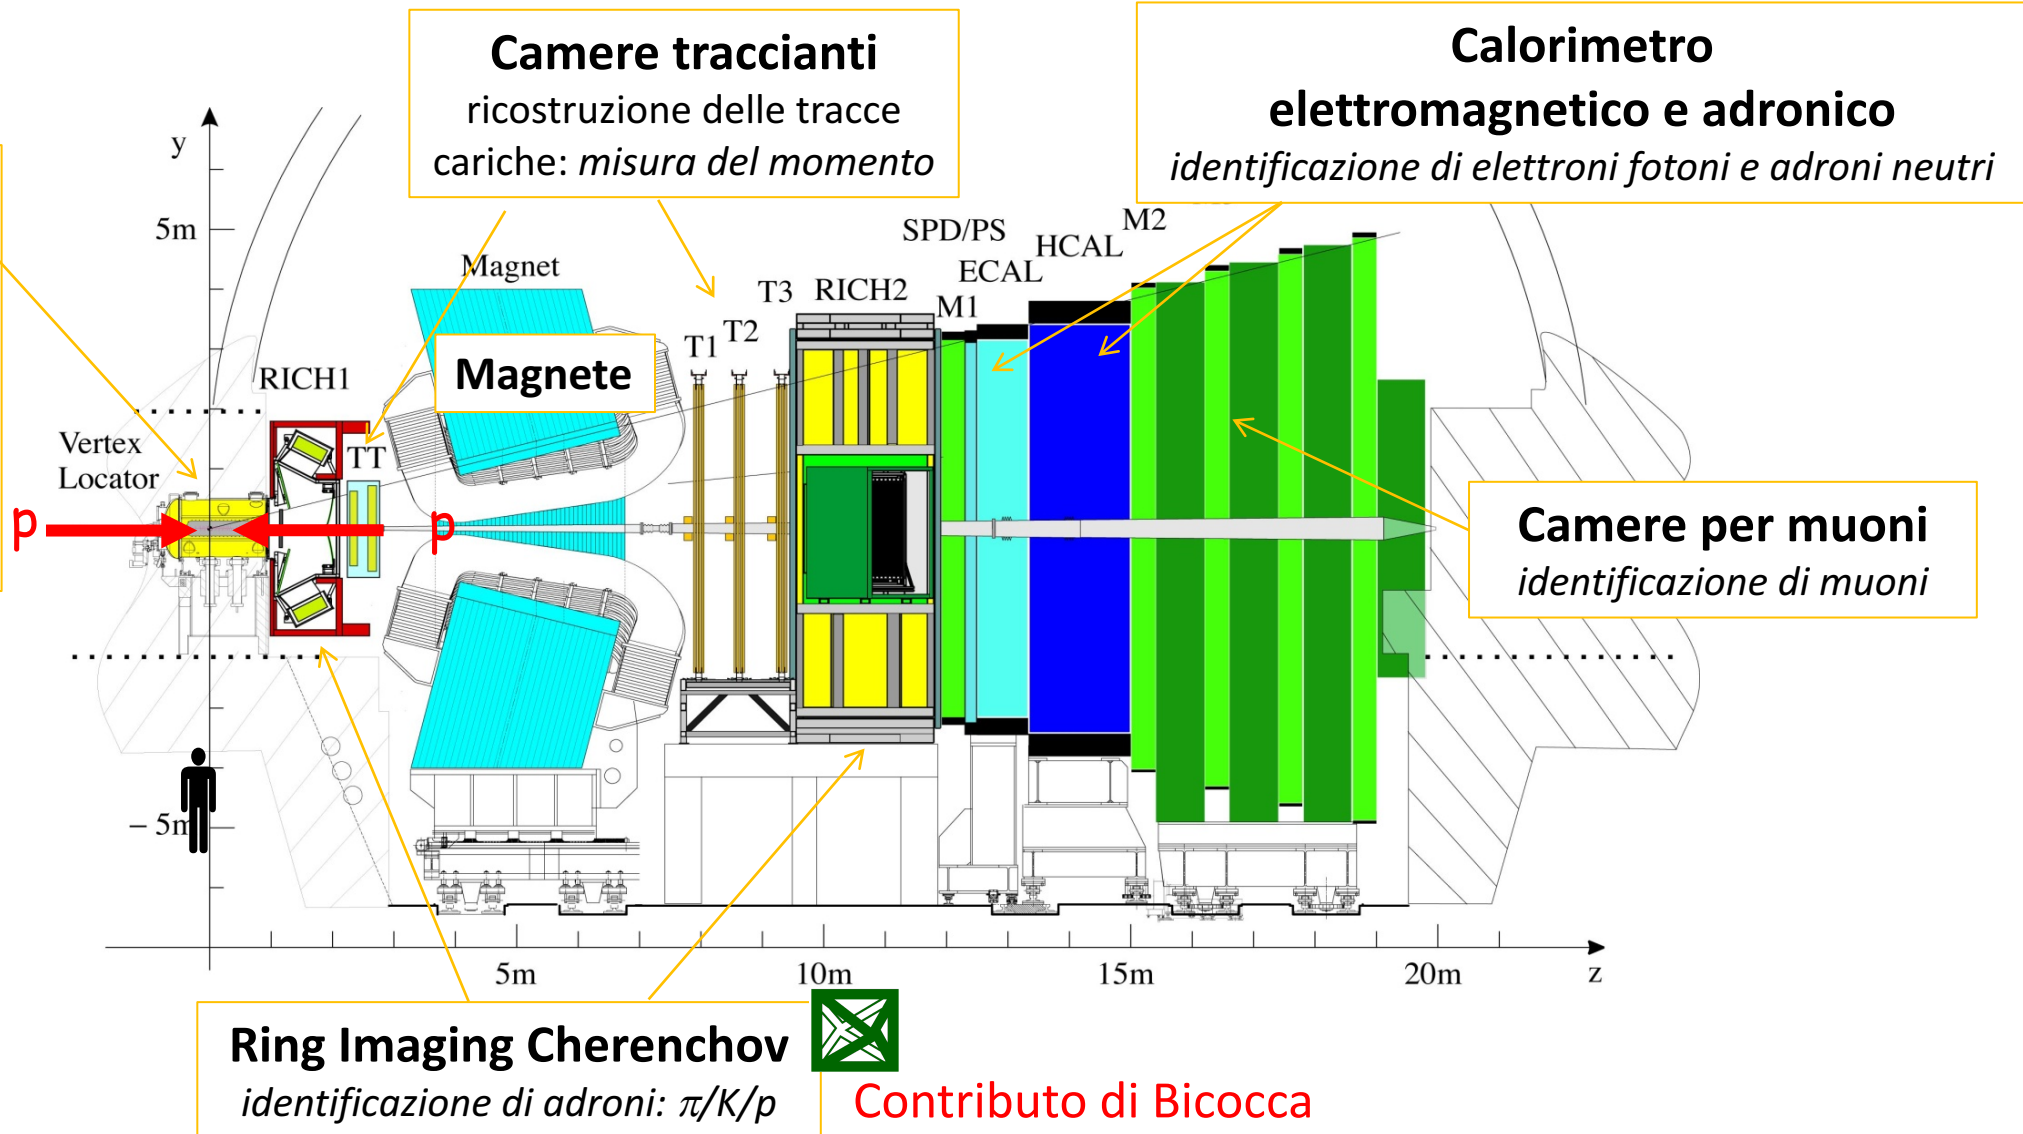 Camere traccianti
ricostruzione delle tracce
cariche: misura del momento
Calorimetro
elettromagnetico e adronico
identificazione di elettroni fotoni e adroni neutri
y
5m
Magnet
SPD/PS
M2
HCAL
ECAL
T3
RICH2
M1
T2
T1
Magnete
RICH1
Vertex
Locator
TT
p
p
Camere per muoni
identificazione di muoni
– 5m
5m
10m
15m
20m
z
Ring Imaging Cherenchov
identificazione di adroni: π/K/p
Contributo di Bicocca